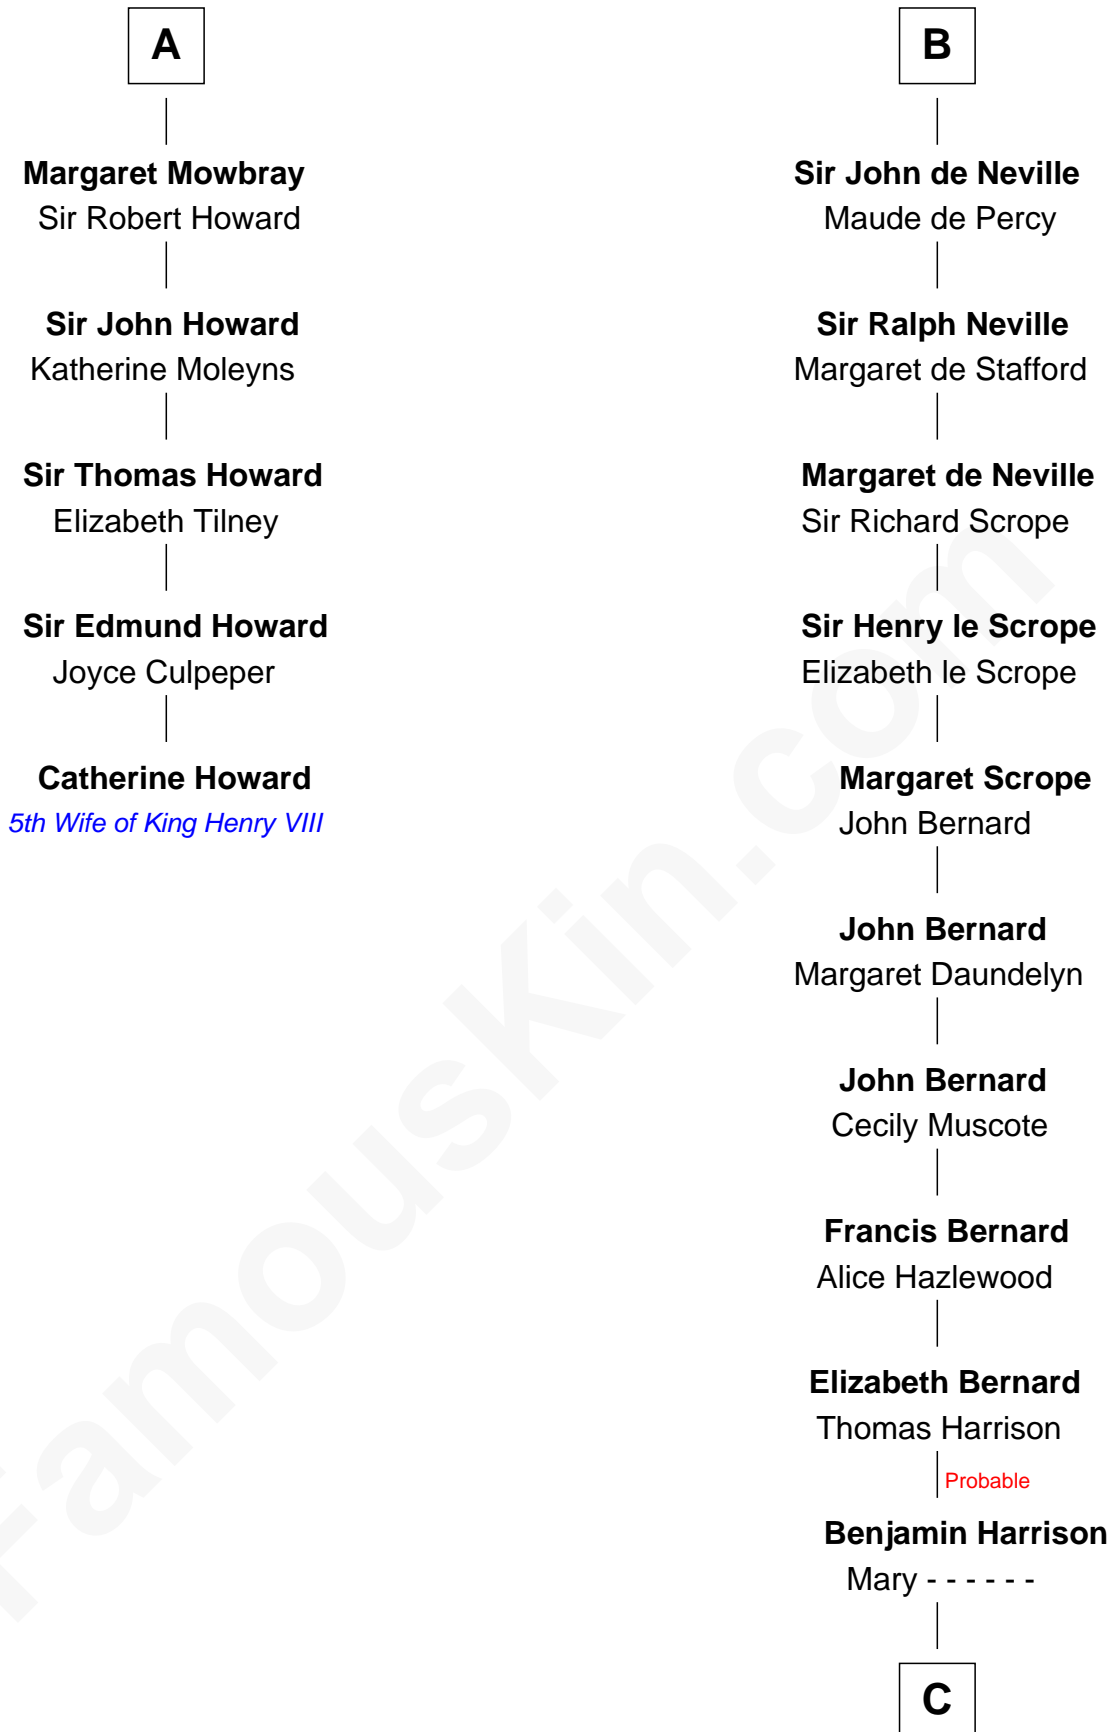 A
Margaret Mowbray
Sir Robert Howard
Sir John Howard
Katherine Moleyns
Sir Thomas Howard
Elizabeth Tilney
Sir Edmund Howard
Joyce Culpeper
Catherine Howard
5th Wife of King Henry VIII
B
Sir John de Neville
Maude de Percy
Sir Ralph Neville
Margaret de Stafford
Margaret de Neville
Sir Richard Scrope
Sir Henry le Scrope
Elizabeth le Scrope
Margaret Scrope
John Bernard
John Bernard
Margaret Daundelyn
John Bernard
Cecily Muscote
Francis Bernard
Alice Hazlewood
Elizabeth Bernard
Thomas Harrison
Probable
Benjamin Harrison
Mary - - - - - -
C
FamousKin.com